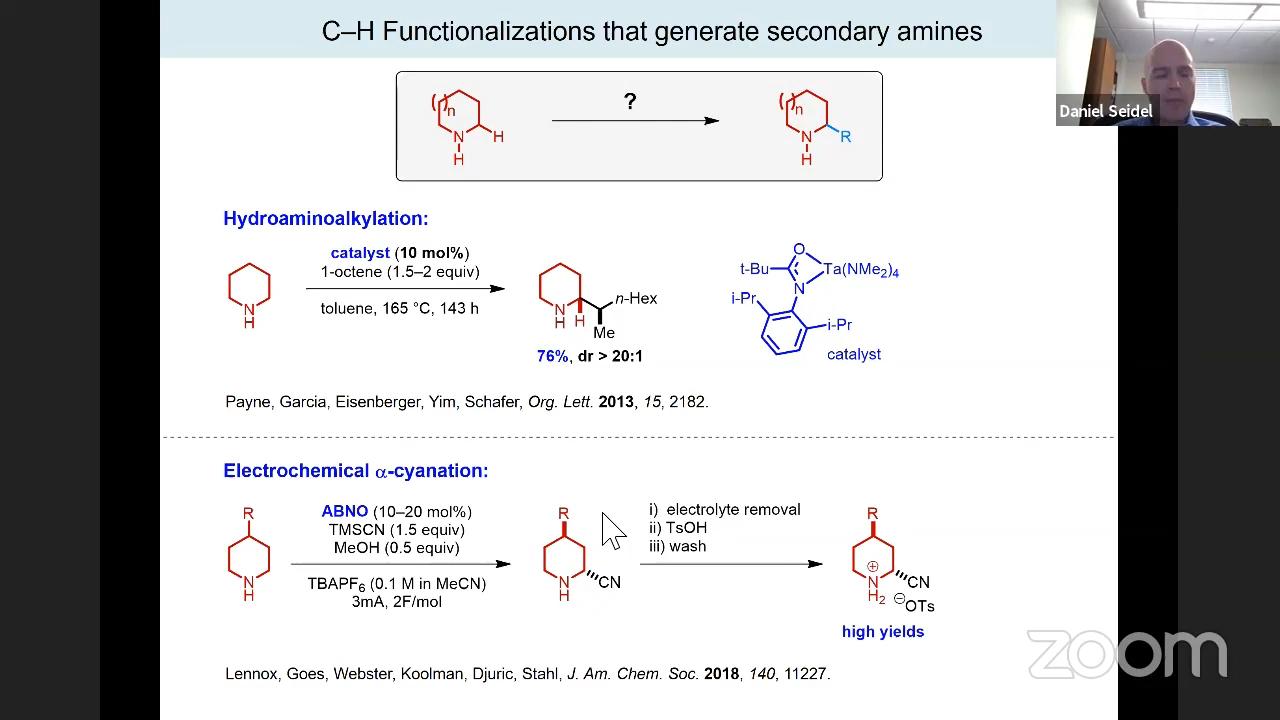 C–H Functionalizations that generate secondary amines
Daniel Seidel
( )n
N
H
H
?
( )n
N
H
R
Hydroaminoalkylation:
N
H
catalyst (10 mol%)
1-octene (1.5–2 equiv)
toluene, 165 °C, 143 h
N
H
H
n-Hex
Me
76%, dr > 20:1
O
t-Bu
Ta(NMe2)4
N
i-Pr
i-Pr
catalyst
Payne, Garcia, Eisenberger, Yim, Schafer, Org. Lett. 2013, 15, 2182.
Electrochemical α-cyanation:
R
N
H
ABNO (10–20 mol%)
TMSCN (1.5 equiv)
MeOH (0.5 equiv)
TBAPF6 (0.1 M in MeCN)
3mA, 2F/mol
R
N
H
CN
i) electrolyte removal
ii) TsOH
iii) wash
R
⊕
N
H2
CN
⊖OTs
high yields
Lennox, Goes, Webster, Koolman, Djuric, Stahl, J. Am. Chem. Soc. 2018, 140, 11227.
zoom